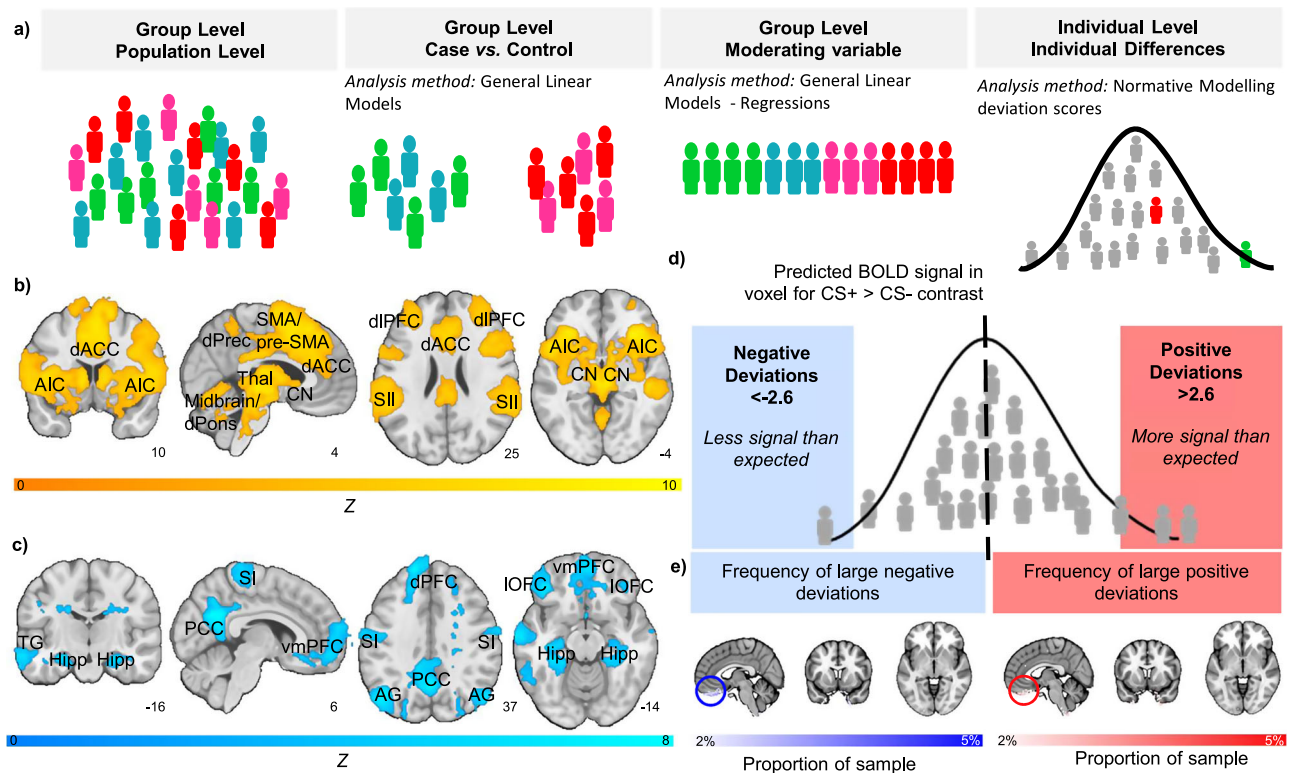 a)
Group Level
Population Level
Group Level
Case vs. Control
Analysis method: General Linear
Models
Group Level
Moderating variable
Analysis method: General Linear
Models - Regressions
Individual Level
Individual Differences
Analysis method: Normative Modelling
deviation scores
b)
dACC
AIC
AIC
10
SMA/
pre-SMA
dPrec
dACC
Thal
CN
Midbrain/
dPons
4
dlPFC
dlPFC
dACC
SII
SII
25
AIC
AIC
CN
CN
-4
0
10
Z
c)
TG
Hipp
Hipp
-16
SI
PCC
vmPFC
6
dPFC
SI
SI
PCC
AG
AG
37
vmPFC
lOFC
lOFC
Hipp
Hipp
-14
0
8
Z
d)
Predicted BOLD signal in
voxel for CS+ > CS- contrast
Negative
Deviations
<-2.6
Less signal than
expected
Positive
Deviations
>2.6
More signal than
expected
e)
Frequency of large negative
deviations
Frequency of large positive
deviations
2%
5%
Proportion of sample
2%
5%
Proportion of sample